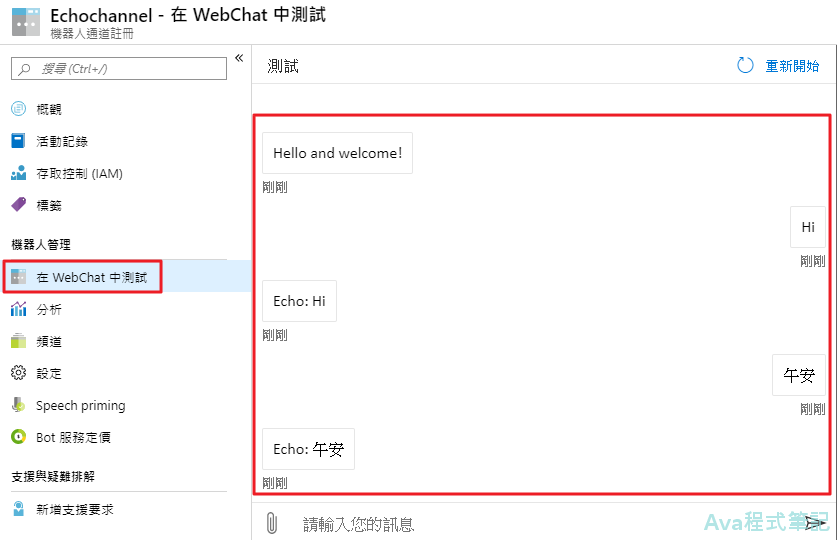 Echochannel - 在 WebChat 中測試
機器人通道註冊
搜尋 (Ctrl+/)
«
概觀
活動記錄
存取控制 (IAM)
標籤
機器人管理
在 WebChat 中測試
分析
頻道
設定
Speech priming
Bot 服務定價
支援與疑難排解
新增支援要求
測試
重新開始
Hello and welcome!
剛剛
Hi
剛剛
Echo: Hi
剛剛
午安
剛剛
Echo: 午安
剛剛
請輸入您的訊息
Ava程式筆記